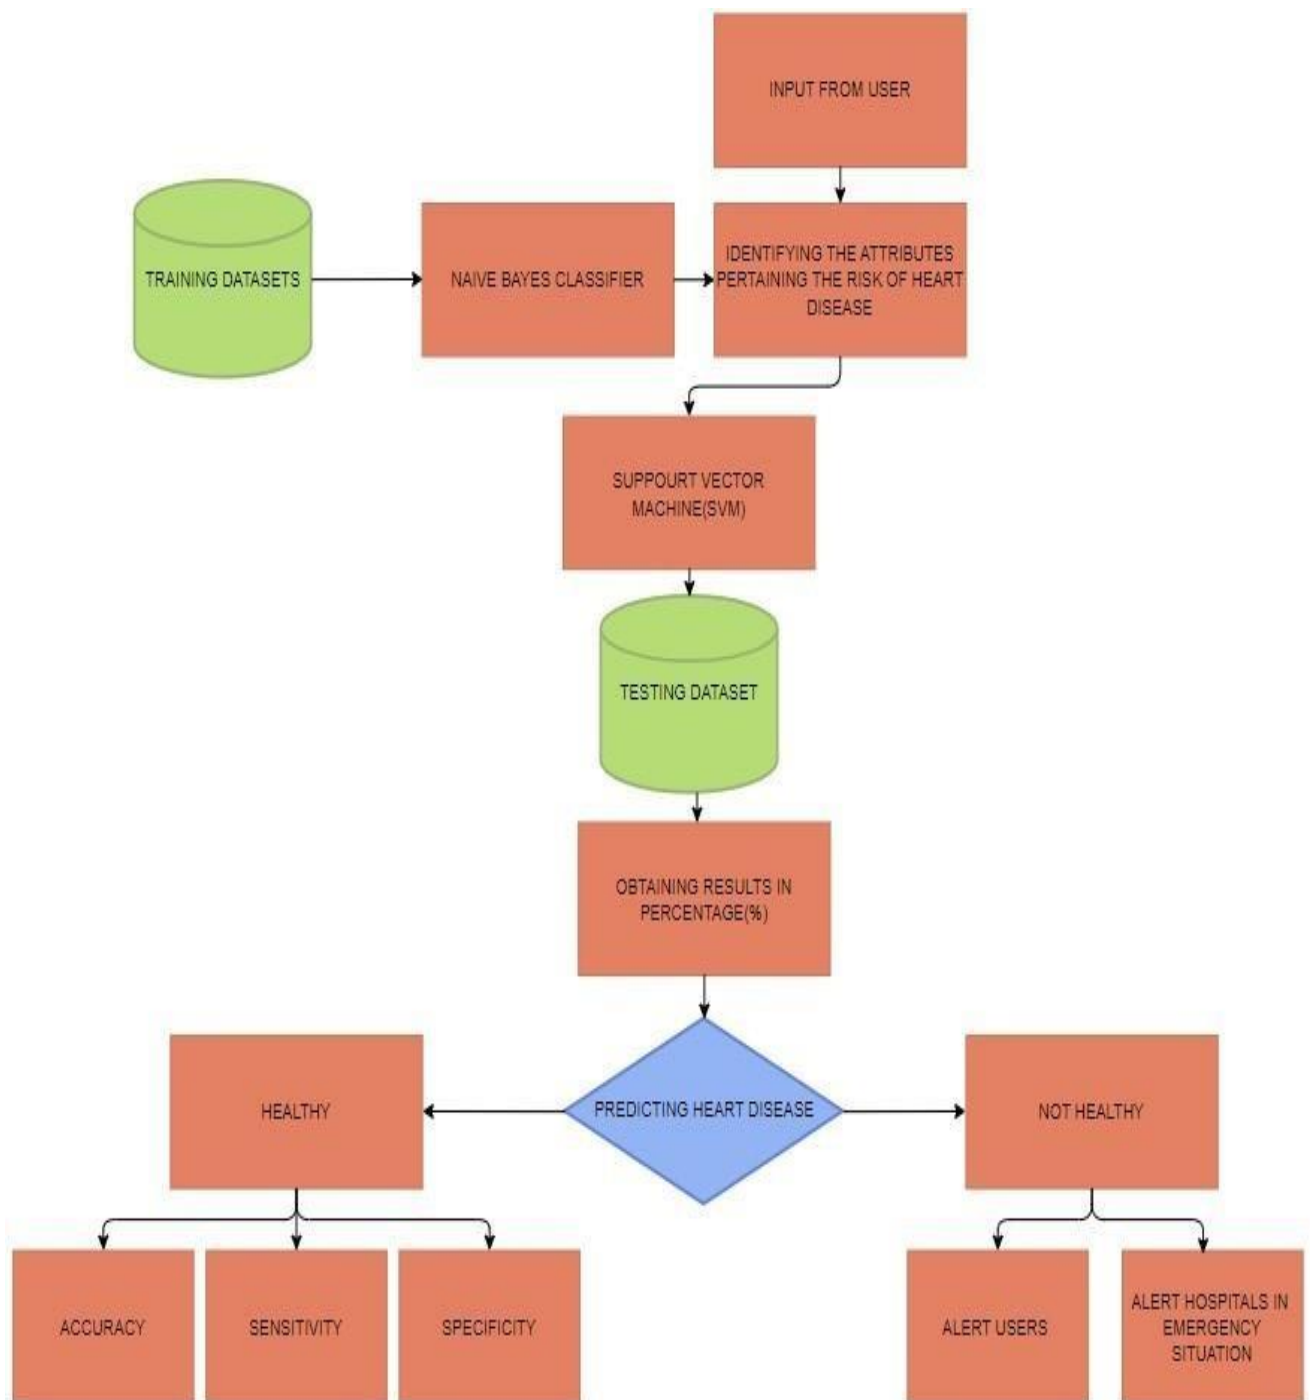 INPUT FROM USER
TRAINING DATASETS
NAIVE BAYES CLASSIFIER
IDENTIFYING THE ATTRIBUTES
PERTAINING THE RISK OF HEART
DISEASE
SUPPOURT VECTOR
MACHINE(SVM)
TESTING DATASET
OBTAINING RESULTS IN
PERCENTAGE(%)
HEALTHY
PREDICTING HEART DISEASE
NOT HEALTHY
ACCURACY
SENSITIVITY
SPECIFICITY
ALERT USERS
ALERT HOSPITALS IN
EMERGENCY
SITUATION